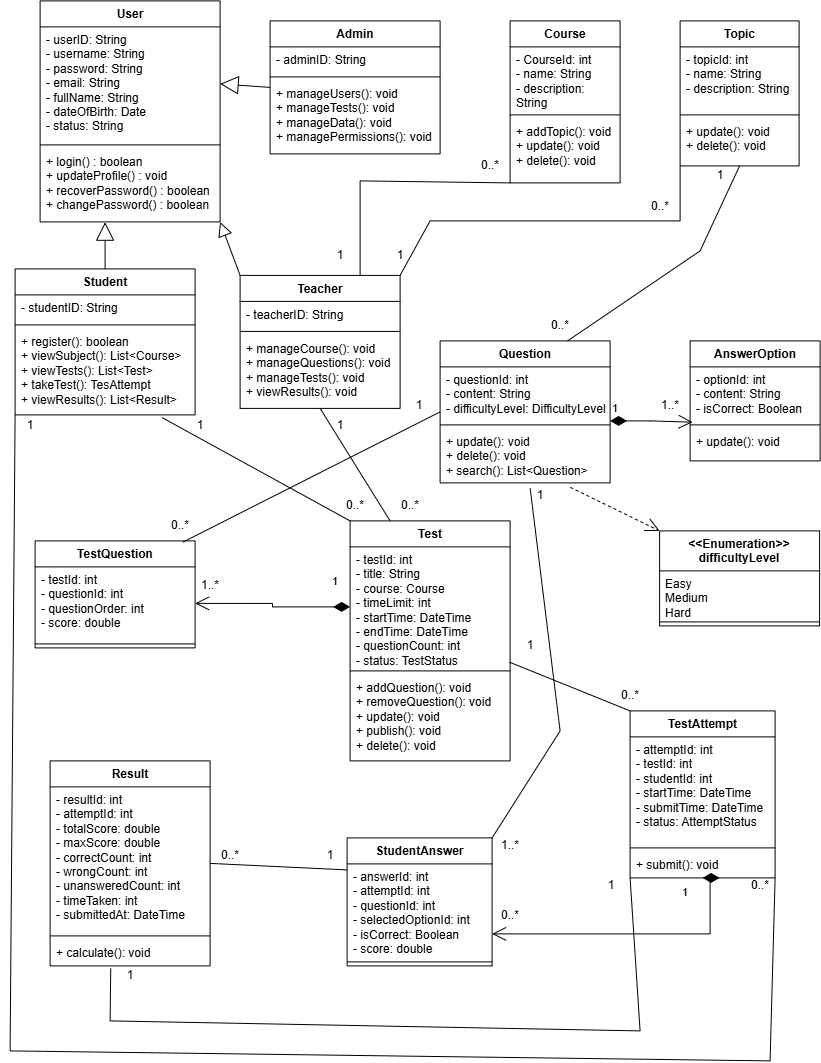 User
- userID: String
- username: String
- password: String
- email: String
- fullName: String
- dateOfBirth: Date
- status: String
+ login() : boolean
+ updateProfile() : void
+ recoverPassword() : boolean
+ changePassword() : boolean
Admin
- adminID: String
+ manageUsers(): void
+ manageTests(): void
+ manageData(): void
+ managePermissions(): void
Course
- CourseId: int
- name: String
- description:
String
+ addTopic(): void
+ update(): void
+ delete(): void
0..*
Topic
- topicId: int
- name: String
- description: String
+ update(): void
+ delete(): void
1
0..*
1
1
Student
- studentID: String
+ register(): boolean
+ viewSubject(): List<Course>
+ viewTests(): List<Test>
+ takeTest(): TesAttempt
+ viewResults(): List<Result>
1
1
Teacher
- teacherID: String
+ manageCourse(): void
+ manageQuestions(): void
+ manageTests(): void
+ viewResults(): void
1
0..*
Question
- questionId: int
- content: String
- difficultyLevel: DifficultyLevel
+ update(): void
+ delete(): void
+ search(): List<Question>
1
1
1
1..*
AnswerOption
- optionId: int
- content: String
- isCorrect: Boolean
+ update(): void
<<Enumeration>>
difficultyLevel
Easy
Medium
Hard
0..*
0..*
0..*
TestQuestion
- testId: int
- questionId: int
- questionOrder: int
- score: double
1..*
1
Test
- testId: int
- title: String
- course: Course
- timeLimit: int
- startTime: DateTime
- endTime: DateTime
- questionCount: int
- status: TestStatus
+ addQuestion(): void
+ removeQuestion(): void
+ update(): void
+ publish(): void
+ delete(): void
1
0..*
TestAttempt
- attemptId: int
- testId: int
- studentId: int
- startTime: DateTime
- submitTime: DateTime
- status: AttemptStatus
+ submit(): void
1
1
0..*
Result
- resultId: int
- attemptId: int
- totalScore: double
- maxScore: double
- correctCount: int
- wrongCount: int
- unansweredCount: int
- timeTaken: int
- submittedAt: DateTime
+ calculate(): void
1
0..*
1
StudentAnswer
- answerId: int
- attemptId: int
- questionId: int
- selectedOptionId: int
- isCorrect: Boolean
- score: double
1..*
0..*